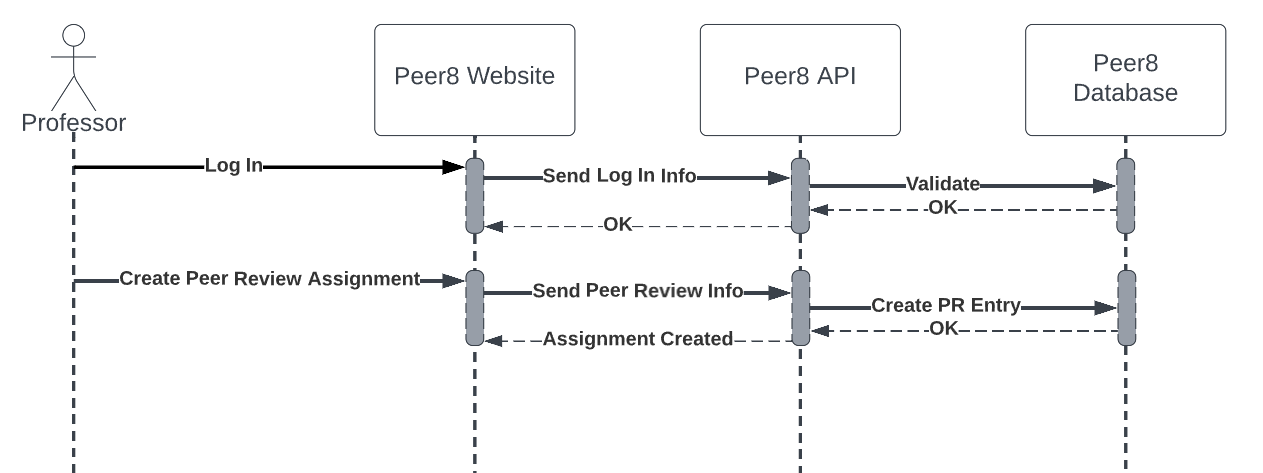 Professor
Peer8 Website
Peer8 API
Peer8
Database
Log In
Send Log In Info
Validate
OK
OK
Create Peer Review Assignment
Send Peer Review Info
Create PR Entry
OK
Assignment Created